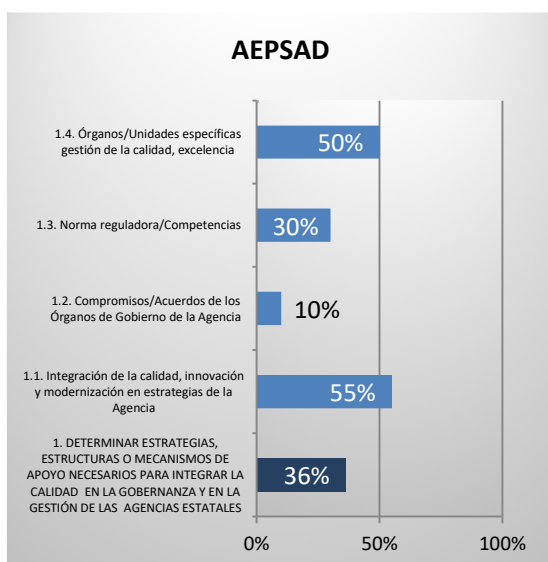 AEPSAD
1.4. Órganos/Unidades específicas
gestión de la calidad, excelencia
50%
1.3. Norma reguladora/Competencias
30%
1.2. Compromisos/Acuerdos de los
Órganos de Gobierno de la Agencia
10%
1.1. Integración de la calidad, innovación
y modernización en estrategias de la
Agencia
55%
1. DETERMINAR ESTRATEGIAS,
ESTRUCTURAS O MECANISMOS DE
APOYO NECESARIOS PARA INTEGRAR LA
CALIDAD EN LA GOBERNANZA Y EN LA
GESTIÓN DE LAS AGENCIAS ESTATALES
36%
0% 50% 100%